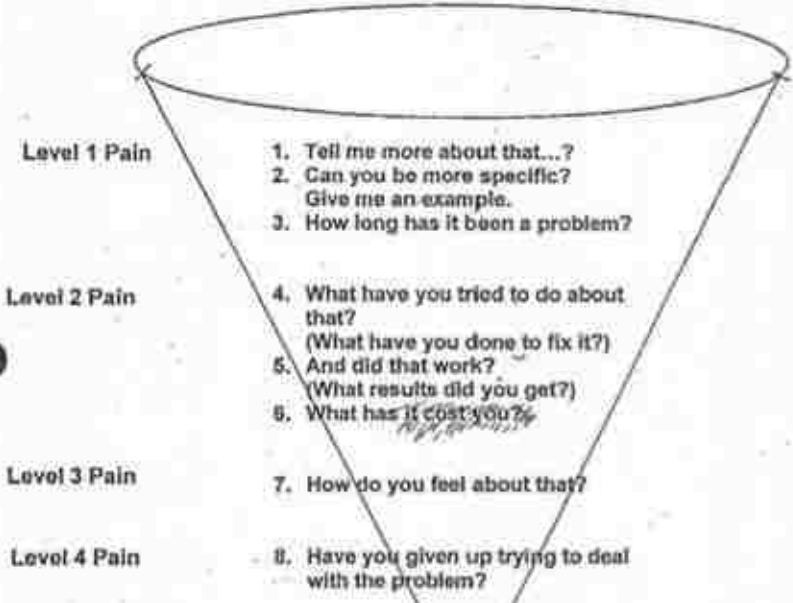 Level 1 Pain
1. Tell me more about that...?
2. Can you be more specific?
Give me an example.
3. How long has it been a problem?
Level 2 Pain
4. What have you tried to do about
that?
(What have you done to fix it?)
5. And did that work?
(What results did you get?)
6. What has it cost you?
Level 3 Pain
7. How do you feel about that?
Level 4 Pain
8. Have you given up trying to deal
with the problem?